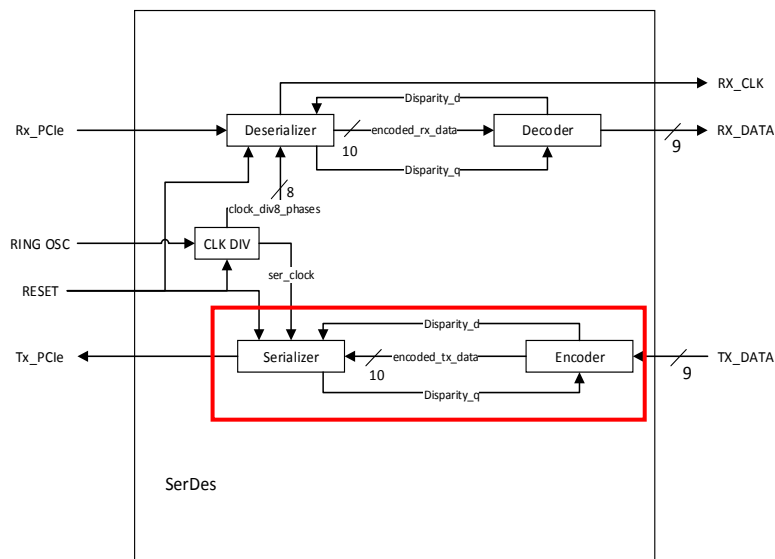 RX_CLK
Disparity_d
Rx_PCIe
Deserializer
encoded_rx_data
Decoder
RX_DATA
10
9
Disparity_q
8
clock_div8_phases
RING OSC
CLK DIV
ser_clock
RESET
Disparity_d
Tx_PCIe
Serializer
encoded_tx_data
Encoder
TX_DATA
10
9
Disparity_q
SerDes